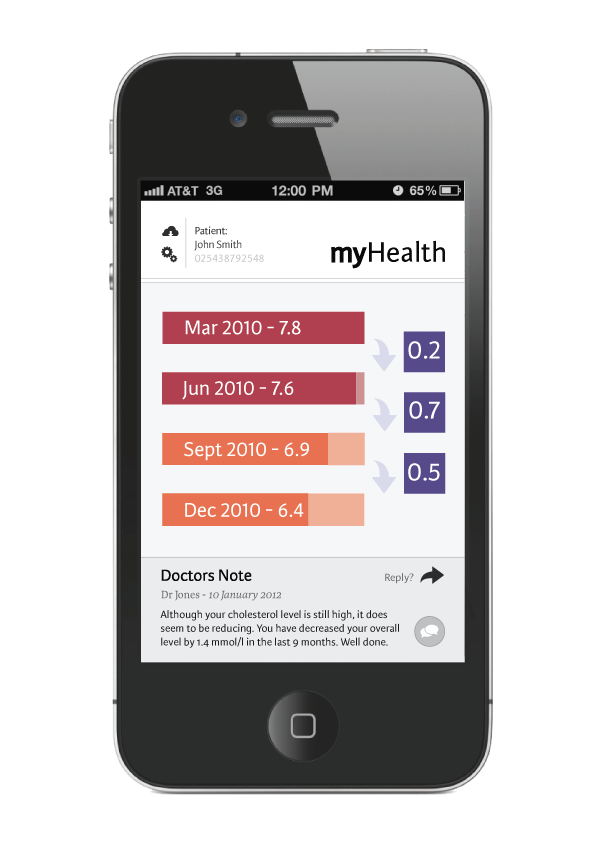 AT&T 3G 12:00 PM 65%
Patient:
John Smith
025438792548
myHealth
Mar 2010 - 7.8
0.2
Jun 2010 - 7.6
0.7
Sept 2010 - 6.9
0.5
Dec 2010 - 6.4
Doctors Note
Reply?
Dr Jones - 10 January 2012
Although your cholesterol level is still high, it does
seem to be reducing. You have decreased your overall
level by 1.4 mmol/l in the last 9 months. Well done.